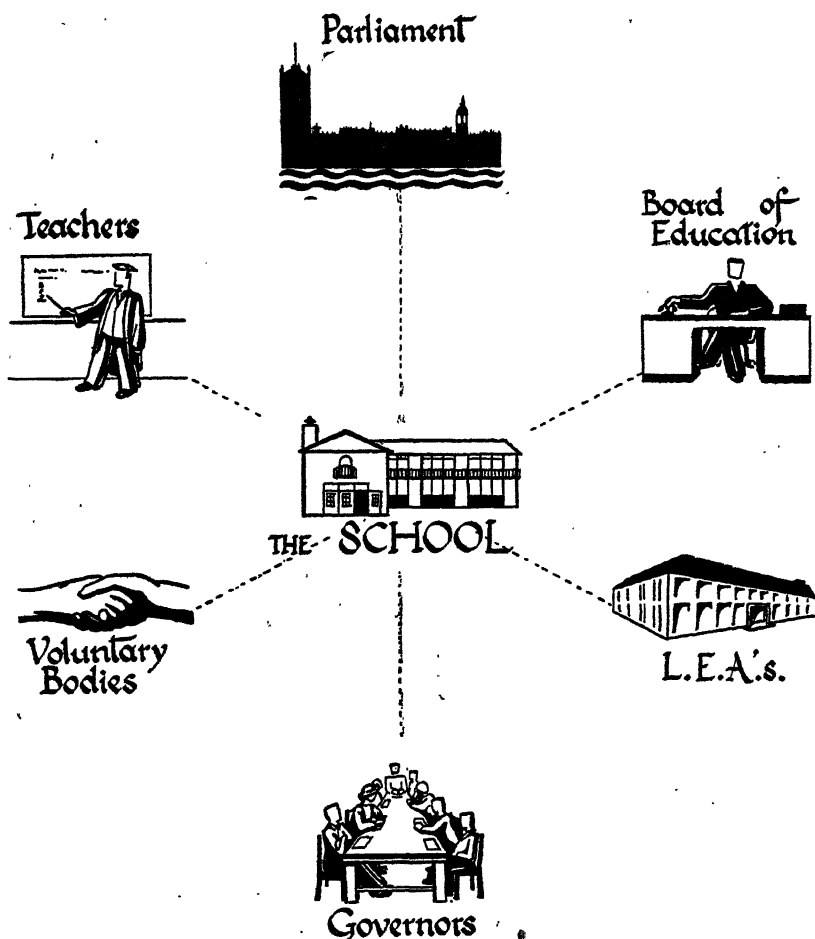 Parliament
Teachers
Board of
Education
THE SCHOOL
Voluntary
Bodies
L.E.A's.
Governors